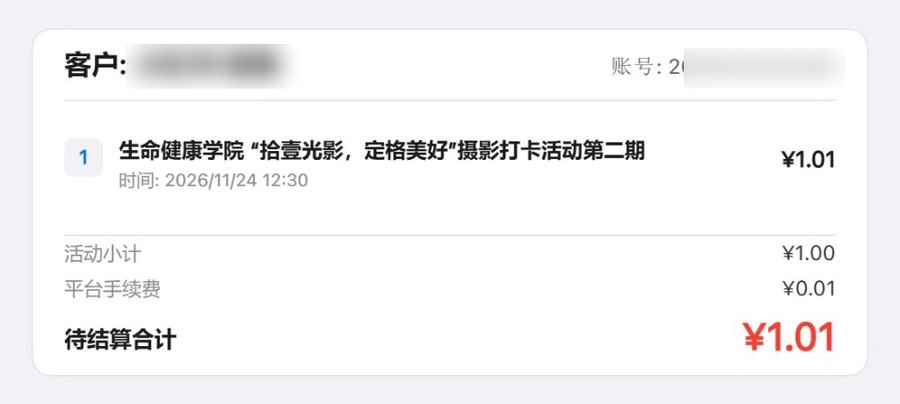 客户:
账号: 20
1
生命健康学院 “拾壹光影，定格美好”摄影打卡活动第二期
¥1.01
时间: 2026/11/24 12:30
活动小计 ¥1.00
平台手续费 ¥0.01
待结算合计 ¥1.01